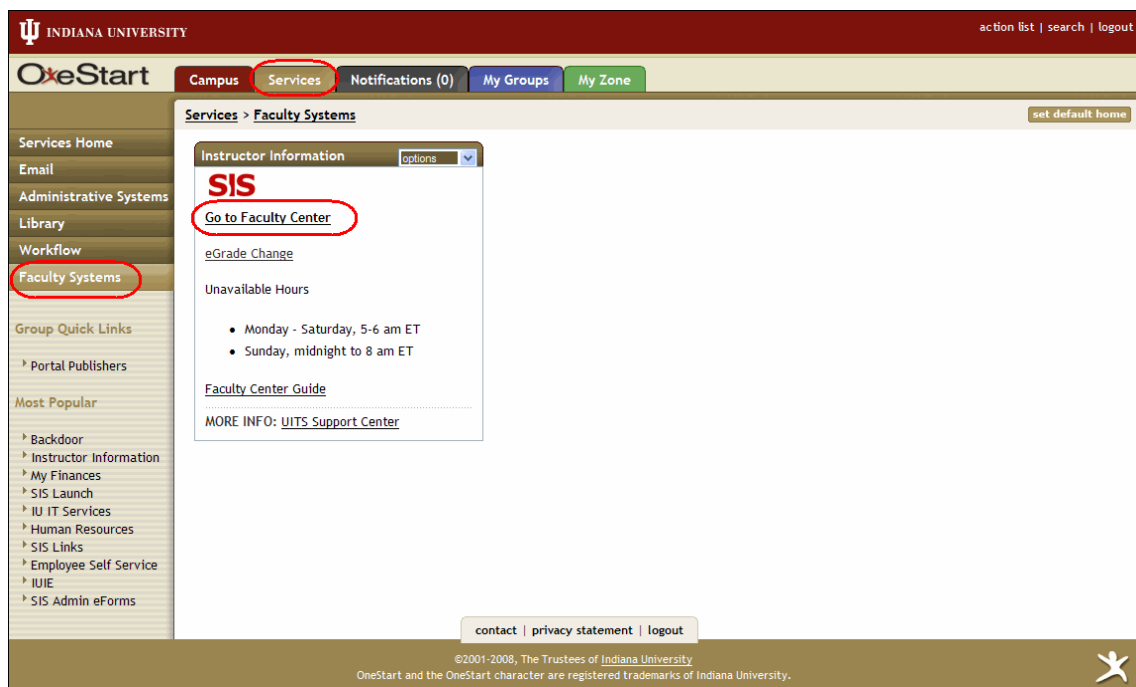 INDIANA UNIVERSITY
action list | search | logout
OneStart
Campus
Services
Notifications (0)
My Groups
My Zone
Services > Faculty Systems
set default home
Services Home
Email
Administrative Systems
Library
Workflow
Faculty Systems
Group Quick Links
Portal Publishers
Most Popular
Backdoor
Instructor Information
My Finances
SIS Launch
IU IT Services
Human Resources
SIS Links
Employee Self Service
IUIE
SIS Admin eForms
Instructor Information
options
SIS
Go to Faculty Center
eGrade Change
Unavailable Hours
• Monday - Saturday, 5-6 am ET
• Sunday, midnight to 8 am ET
Faculty Center Guide
MORE INFO: UITS Support Center
contact | privacy statement | logout
©2001-2008, The Trustees of Indiana University
OneStart and the OneStart character are registered trademarks of Indiana University.